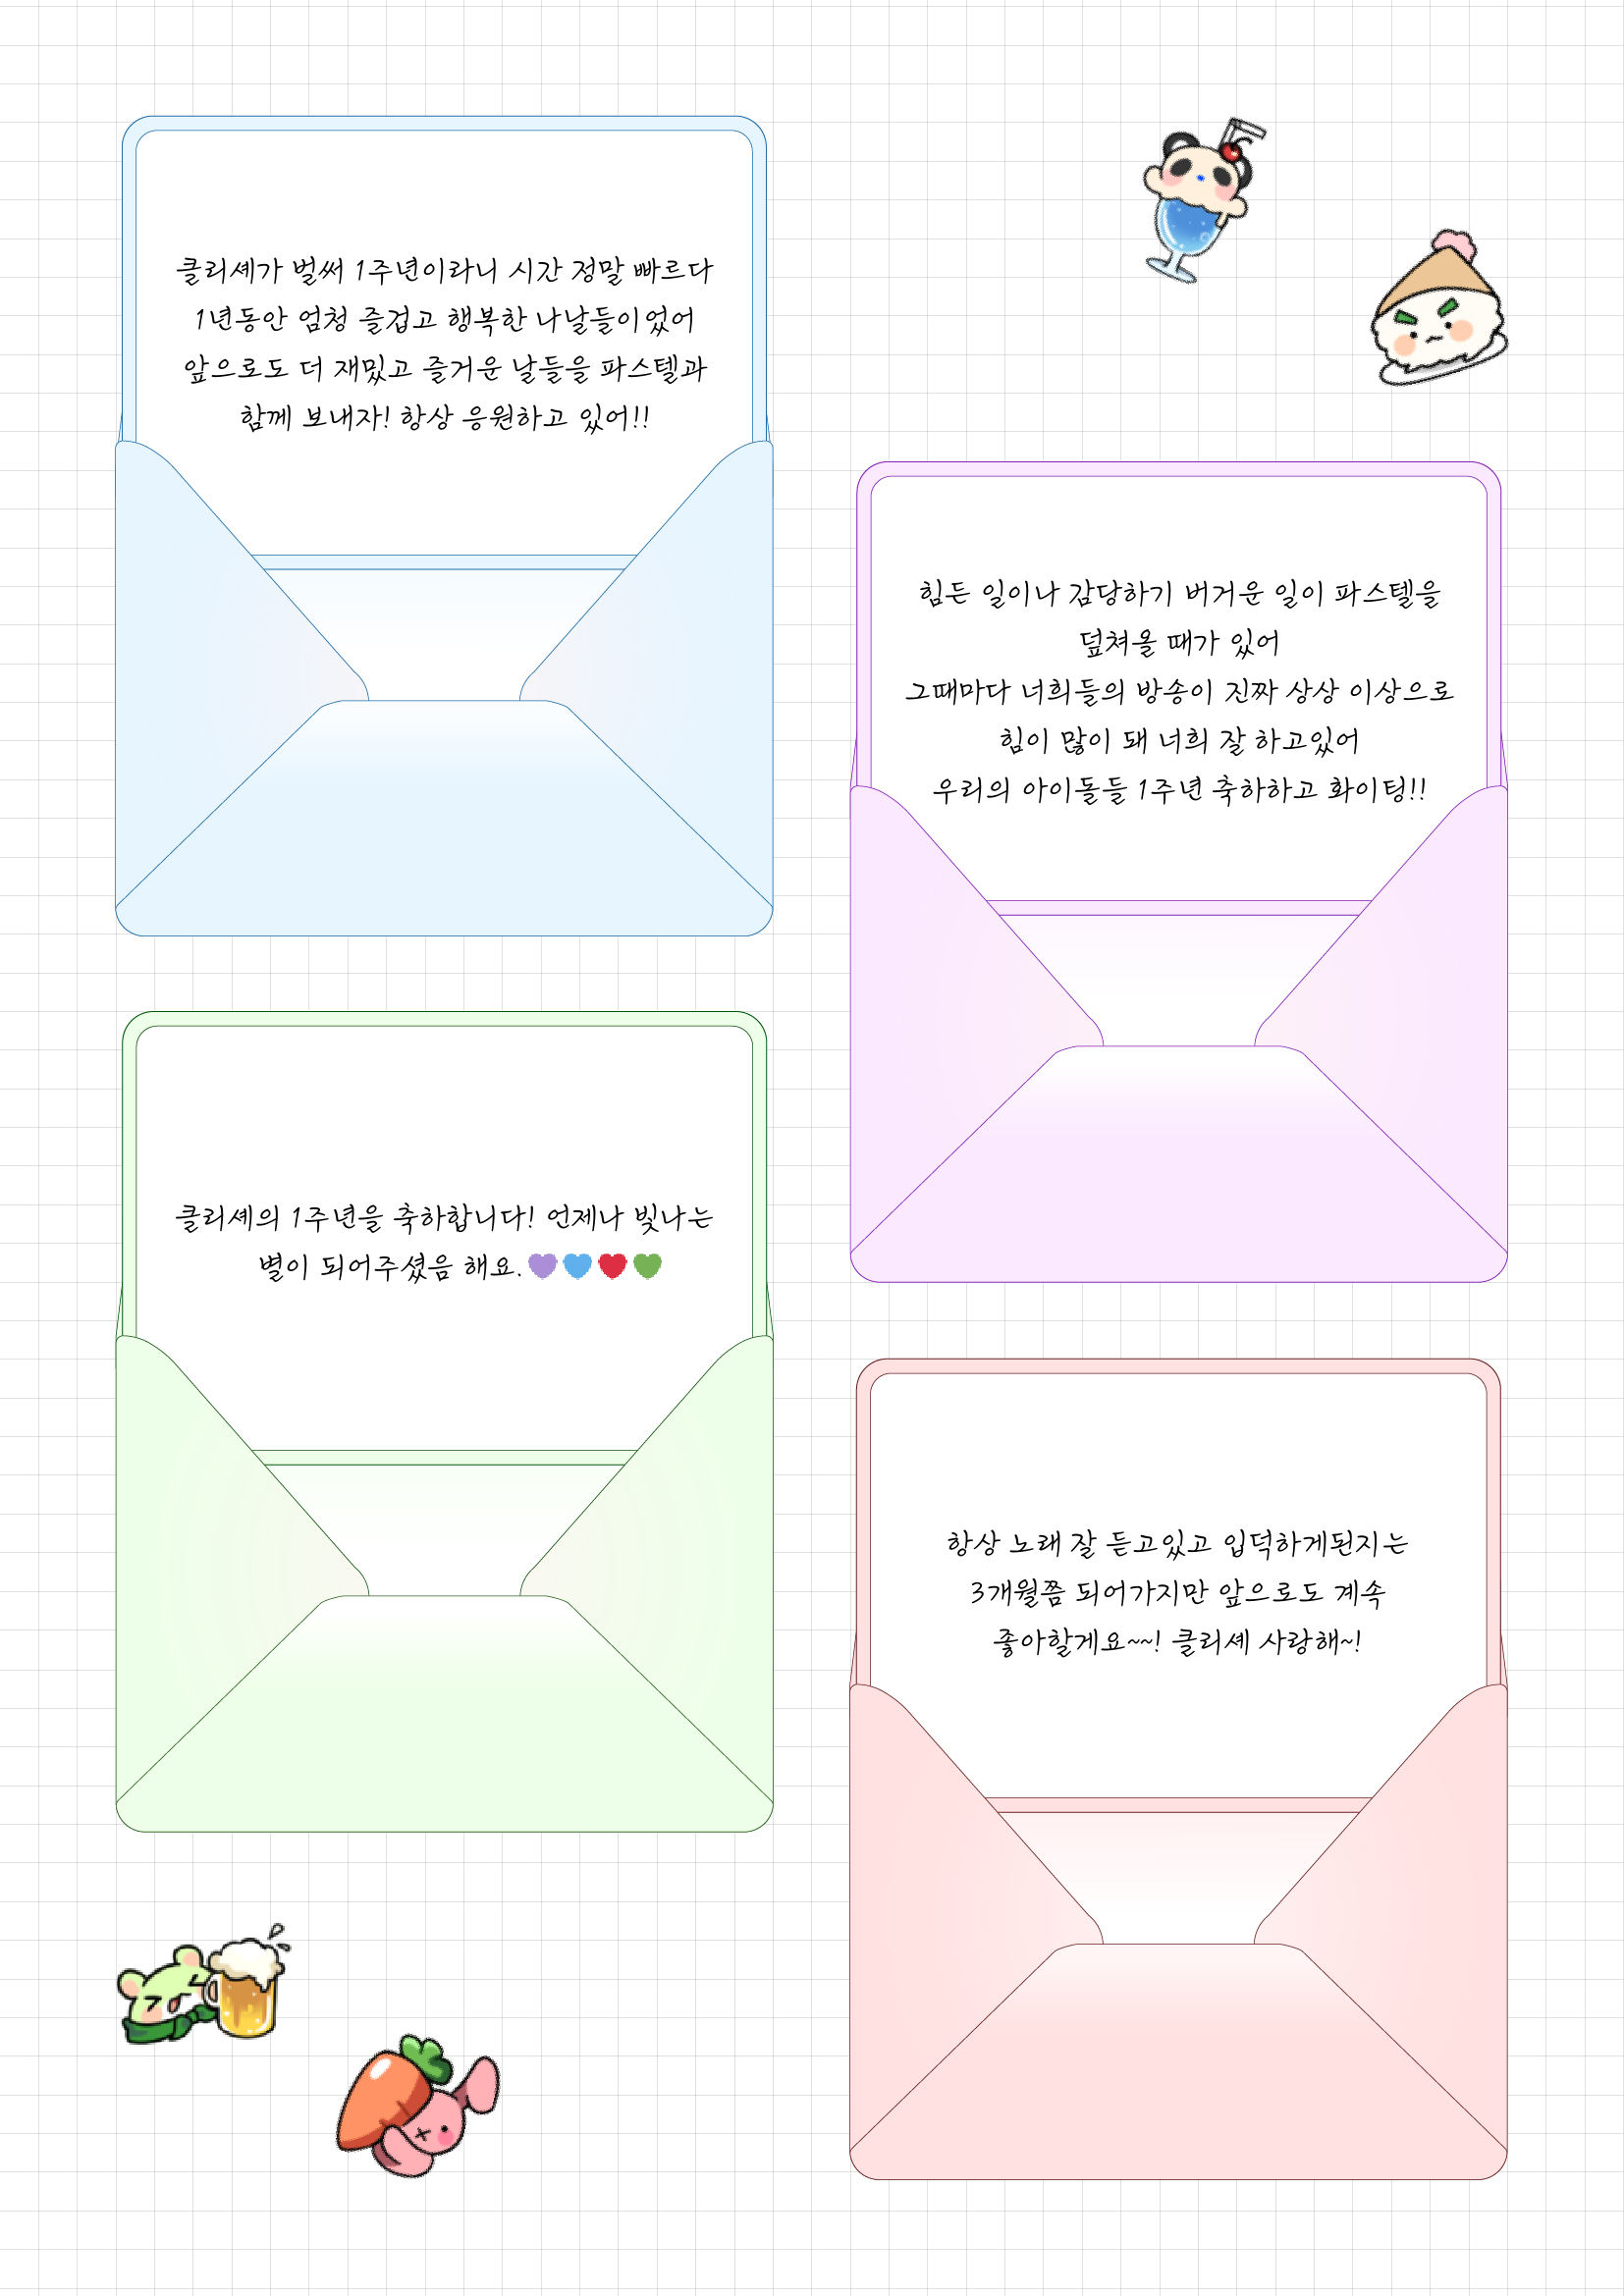 클리셰가 벌써 1주년이라니 시간 정말 빠르다
1년동안 엄청 즐겁고 행복한 나날들이었어
앞으로도 더 재밌고 즐거운 날들을 파스텔과
함께 보내자! 항상 응원하고 있어!!
힘든 일이나 감당하기 버거운 일이 파스텔을
덮쳐올 때가 있어
그때마다 너희들의 방송이 진짜 상상 이상으로
힘이 많이 돼 너희 잘 하고있어
우리의 아이돌들 1주년 축하하고 화이팅!!
클리셰의 1주년을 축하합니다! 언제나 빛나는
별이 되어주셨음 해요.💜💙❤️💚
항상 노래 잘 듣고있고 입덕하게된지는
3개월쯤 되어가지만 앞으로도 계속
좋아할게요~~! 클리셰 사랑해~!